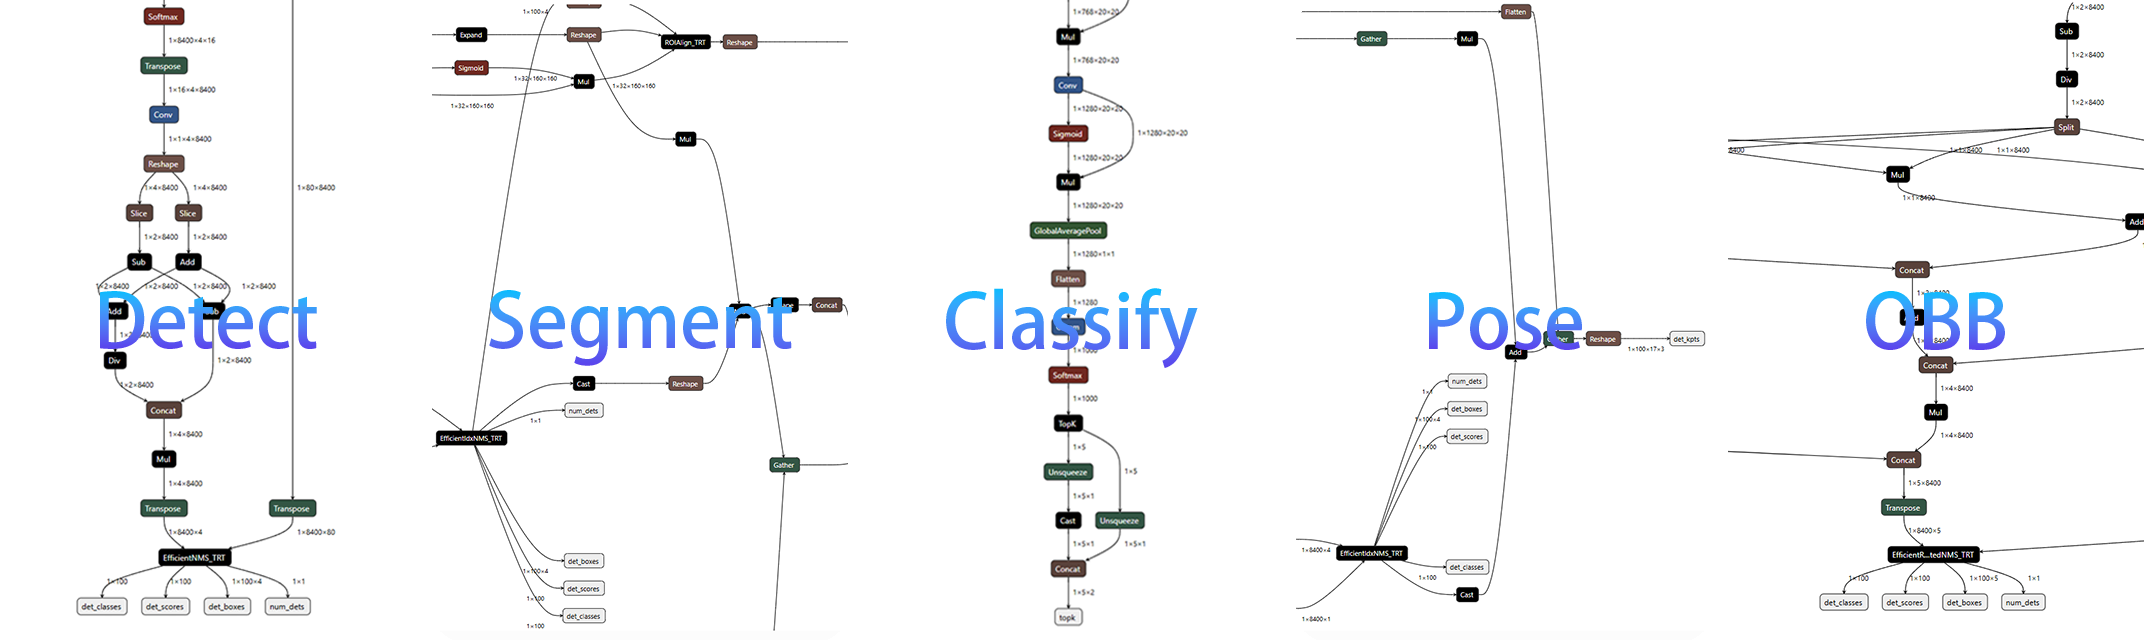 Softmax
1×8400×4×16
Transpose
1×16×4×8400
Conv
1×1×4×8400
Reshape
1×4×8400
1×4×8400
1×80×8400
Slice
Slice
1×2×8400
1×2×8400
Sub
Add
1×2×8400
1×2×8400
1×2×8400
1×2×8400
Detect
Div
1×2×8400
1×2×8400
Concat
1×4×8400
Mul
1×4×8400
Transpose
Transpose
1×8400×4
1×8400×80
EfficientNMS_TRT
1×100
1×100
1×100×4
1×1
det_classes
det_scores
det_boxes
num_dets
1×100×4
Expand
Reshape
ROIAlign_TRT
Reshape
Sigmoid
1×32×160×160
Mul
1×32×160×160
1×32×160×160
Mul
Concat
Segment
Cast
Reshape
num_dets
1×1
EfficientIdxNMS_TRT
Gather
det_boxes
1×100×4
det_scores
1×100
det_classes
1×100
1×768×20×20
Mul
1×768×20×20
Conv
1×1280×20×20
Sigmoid
1×1280×20×20
1×1280×20×20
Mul
1×1280×20×20
GlobalAveragePool
1×1280×1×1
Flatten
1×1280
Classify
1×1000
Softmax
1×1000
TopK
1×5
1×5
Unsqueeze
1×5×1
Cast
Unsqueeze
1×5×1
1×5×1
Concat
1×5×2
topk
Flatten
Gather
Mul
Pose
Reshape
det_kpts
1×100×17×3
Add
num_dets
1×1
det_boxes
1×100×4
det_scores
1×100
1×8400×4
EfficientIdxNMS_TRT
det_classes
1×100
Cast
1×8400×1
1×2×8400
Sub
1×2×8400
Div
1×2×8400
Split
8400
1×1×8400
1×1×8400
Mul
1×1×8400
Add
Concat
1×2×8400
OBB
1×2×8400
Concat
1×4×8400
Mul
1×4×8400
Concat
1×5×8400
Transpose
1×8400×5
EfficientR...tedNMS_TRT
1×100
1×100
1×100×5
1×1
det_classes
det_scores
det_boxes
num_dets